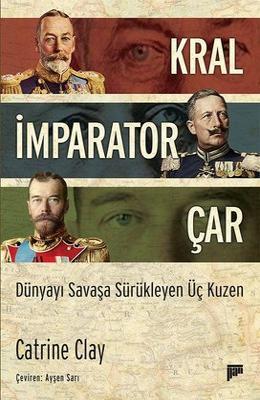 KRAL
İMPARATOR
ÇAR
Dünyayı Savaşa Sürükleyen Üç Kuzen
Catrine Clay
Çeviren: Ayşen Sarı